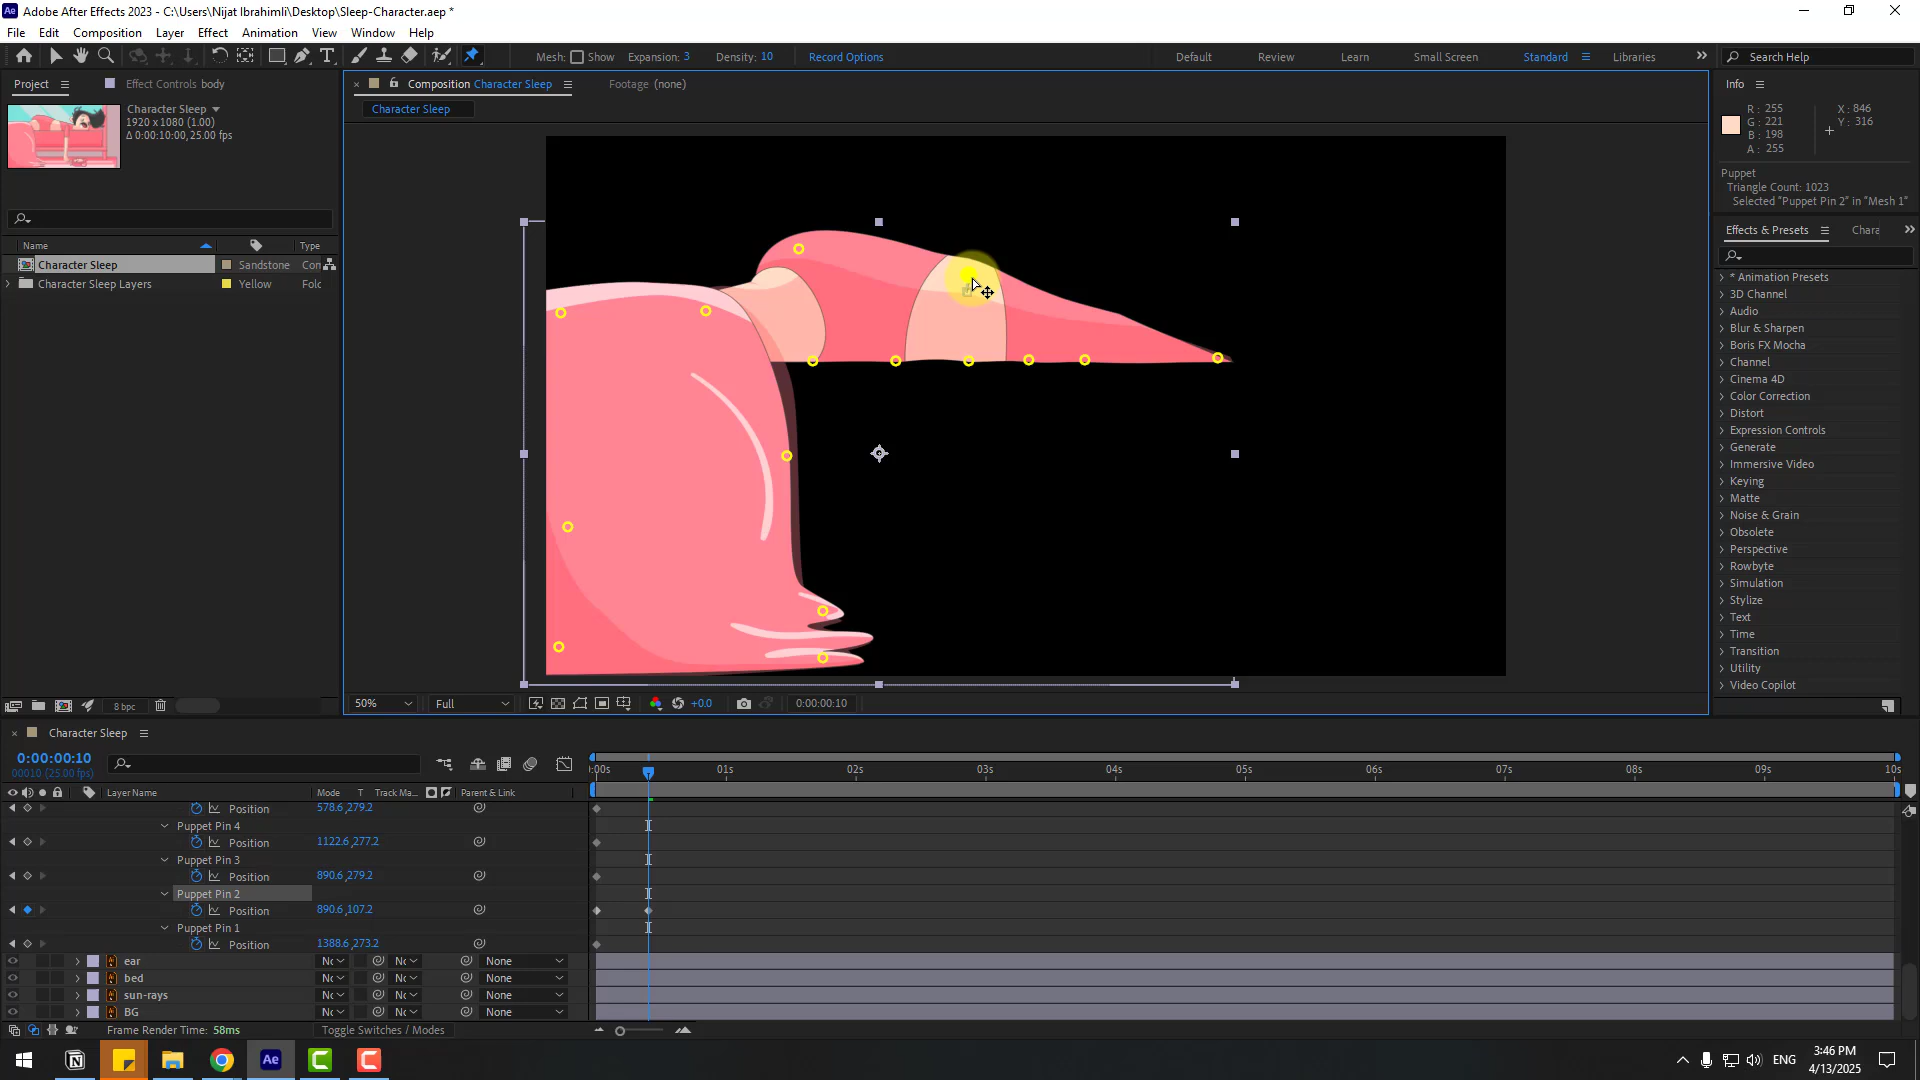 Adobe After Effects 2023 - C:\Users\Nijat Ibrahimli\Desktop\Sleep-Character.aep *
File Edit Composition Layer Effect Animation View Window Help
Mesh: Show Expansion: 3 Density: 10 Record Options Default Review Learn Small Screen Standard Libraries Search Help
Project Effect Controls body
Composition Character Sleep Footage (none)
Info
Character Sleep
1920 x 1080 (1.00)
Δ 0:00:10:00, 25.00 fps
Character Sleep
R: 255
G: 221
B: 198
A: 255
X: 846
Y: 316
Puppet
Triangle Count: 1023
Selected "Puppet Pin 2" in "Mesh 1"
Effects & Presets Chara
Name Type
Character Sleep Sandstone Con
Character Sleep Layers Yellow Fold
* Animation Presets
3D Channel
Audio
Blur & Sharpen
Boris FX Mocha
Channel
Cinema 4D
Color Correction
Distort
Expression Controls
Generate
Immersive Video
Keying
Matte
Noise & Grain
Obsolete
Perspective
Rowbyte
Simulation
Stylize
Text
Time
Transition
Utility
Video Copilot
8 bpc
50% Full +0.0 0:00:00:10
Character Sleep
0:00:00:10
00010 (25.00 fps)
):00s 01s 02s 03s 04s 05s 06s 07s 08s 09s 10s
Layer Name Mode T Track Ma... Parent & Link
Position 578.6,279.2
Puppet Pin 4
Position 1122.6,277.2
Puppet Pin 3
Position 890.6,279.2
Puppet Pin 2
Position 890.6,107.2
Puppet Pin 1
Position 1388.6,273.2
ear Nc Nc None
bed Nc Nc None
sun-rays Nc Nc None
BG Nc Nc None
Frame Render Time: 58ms Toggle Switches / Modes
ENG
3:46 PM
4/13/2025